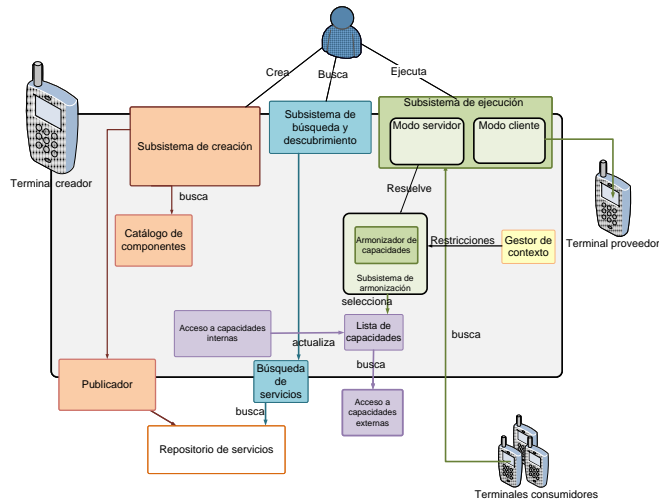 Crea
Busca
Ejecuta
Subsistema de ejecución
Modo servidor
Modo cliente
Subsistema de
búsqueda y
descubrimiento
Subsistema de creación
Terminal creador
Resuelve
busca
Catálogo de
componentes
Armonizador de
capacidades
Subsistema de
armonización
Restricciones
Gestor de
contexto
Terminal proveedor
selecciona
Acceso a capacidades
internas
actualiza
Lista de
capacidades
busca
busca
Publicador
Búsqueda
de
servicios
busca
Acceso a
capacidades
externas
Repositorio de servicios
Terminales consumidores